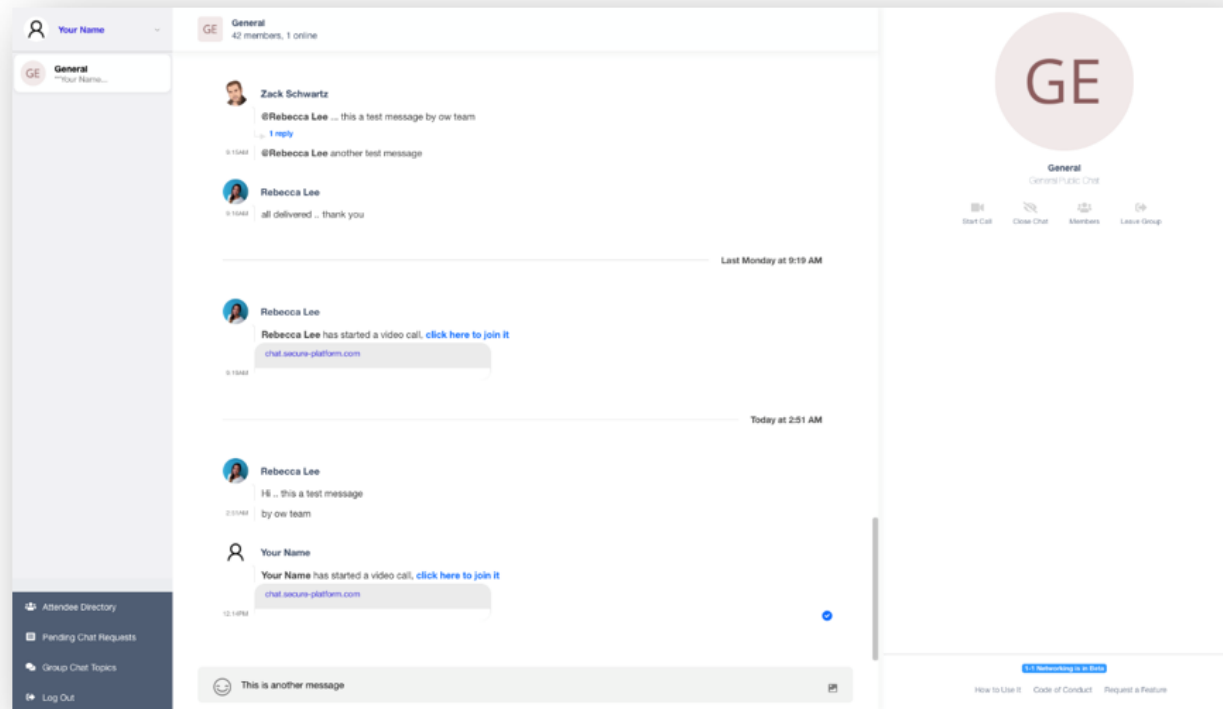 Your Name
GE
General
"Your Name...
Attendee Directory
Pending Chat Requests
Group Chat Topics
Log Out
GE
General
42 members, 1 online
Zack Schwartz
@Rebecca Lee ... this a test message by ow team
1 reply
9:15AM @Rebecca Lee another test message
Rebecca Lee
all delivered .. thank you
Last Monday at 9:19 AM
Rebecca Lee
Rebecca Lee has started a video call, click here to join it
chat.secure-platform.com
Today at 2:51 AM
Rebecca Lee
Hi .. this a test message
2:51AM by ow team
Your Name
Your Name has started a video call, click here to join it
chat.secure-platform.com
12:14PM
This is another message
GE
General
General Public Chat
Start Call Close Chat Members Leave Group
1-1 Networking is in Beta
How to Use It Code of Conduct Request a Feature